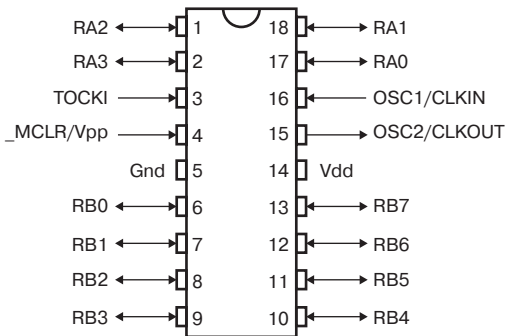 RA2 1 18 RA1
RA3 2 17 RA0
TOCKI 3 16 OSC1/CLKIN
_MCLR/Vpp 4 15 OSC2/CLKOUT
Gnd 5 14 Vdd
RB0 6 13 RB7
RB1 7 12 RB6
RB2 8 11 RB5
RB3 9 10 RB4